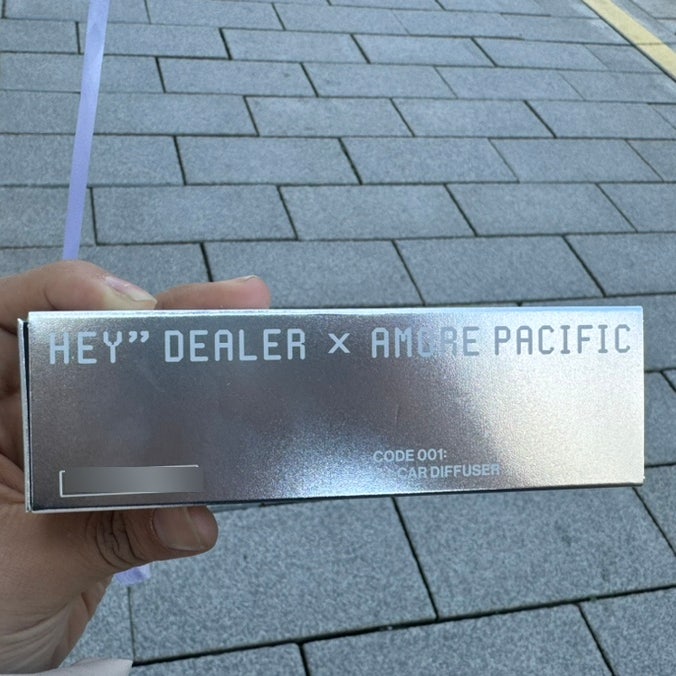 HEY” DEALER × AMORE PACIFIC
CODE 001:
CAR DIFFUSER